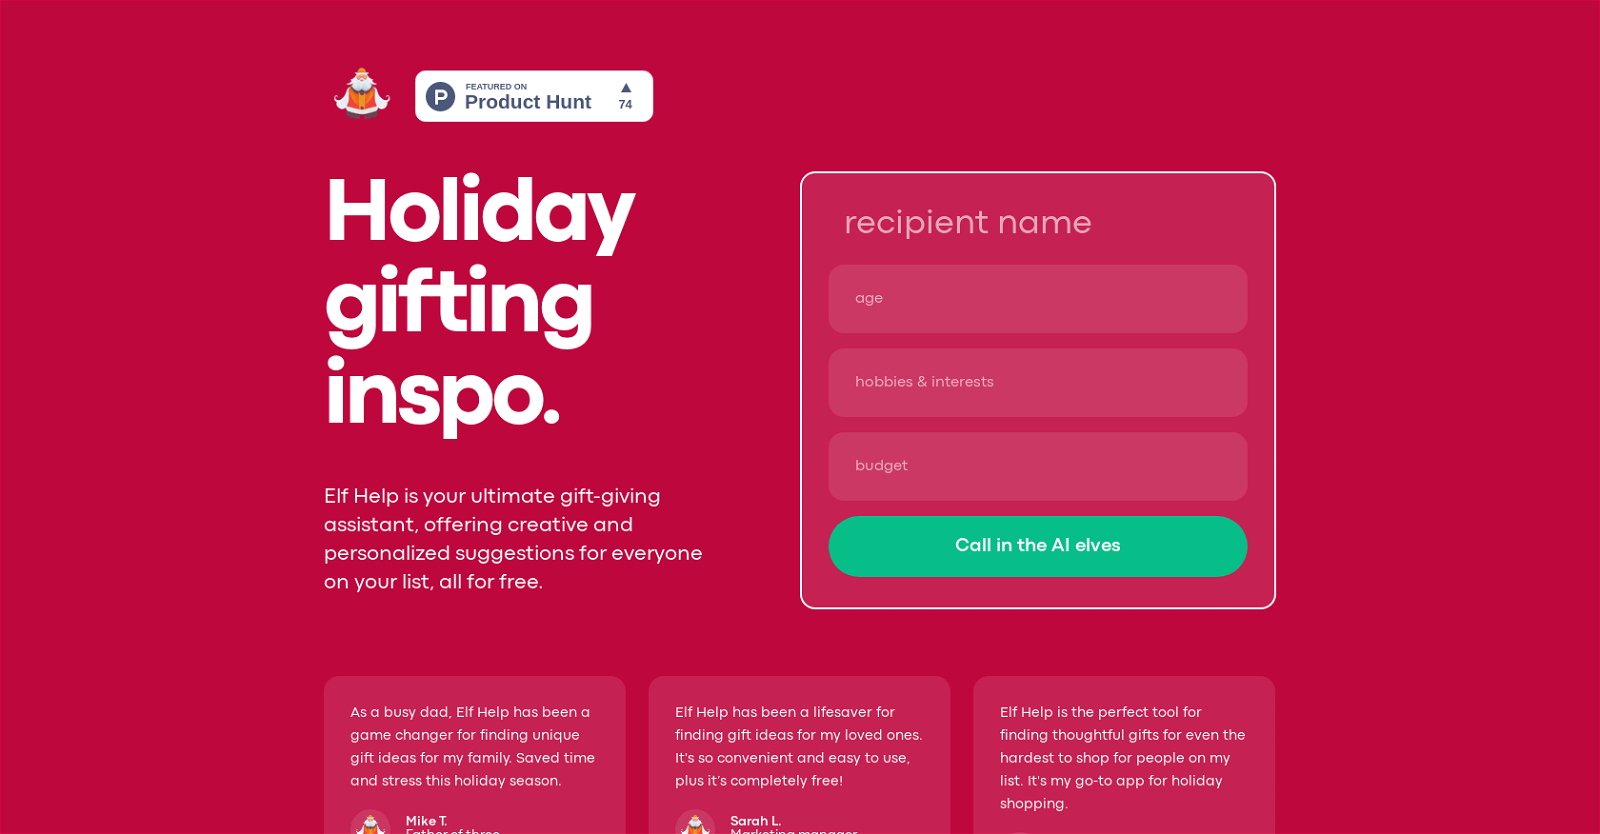 FEATURED ON
Product Hunt
74
Holiday
gifting
inspo.
Elf Help is your ultimate gift-giving
assistant, offering creative and
personalized suggestions for everyone
on your list, all for free.
recipient name
age
hobbies & interests
budget
Call in the AI elves
As a busy dad, Elf Help has been a
game changer for finding unique
gift ideas for my family. Saved time
and stress this holiday season.
Mike T.
Father of three
Elf Help has been a lifesaver for
finding gift ideas for my loved ones.
It's so convenient and easy to use,
plus it's completely free!
Sarah L.
Marketing manager
Elf Help is the perfect tool for
finding thoughtful gifts for even the
hardest to shop for people on my
list. It's my go-to app for holiday
shopping.